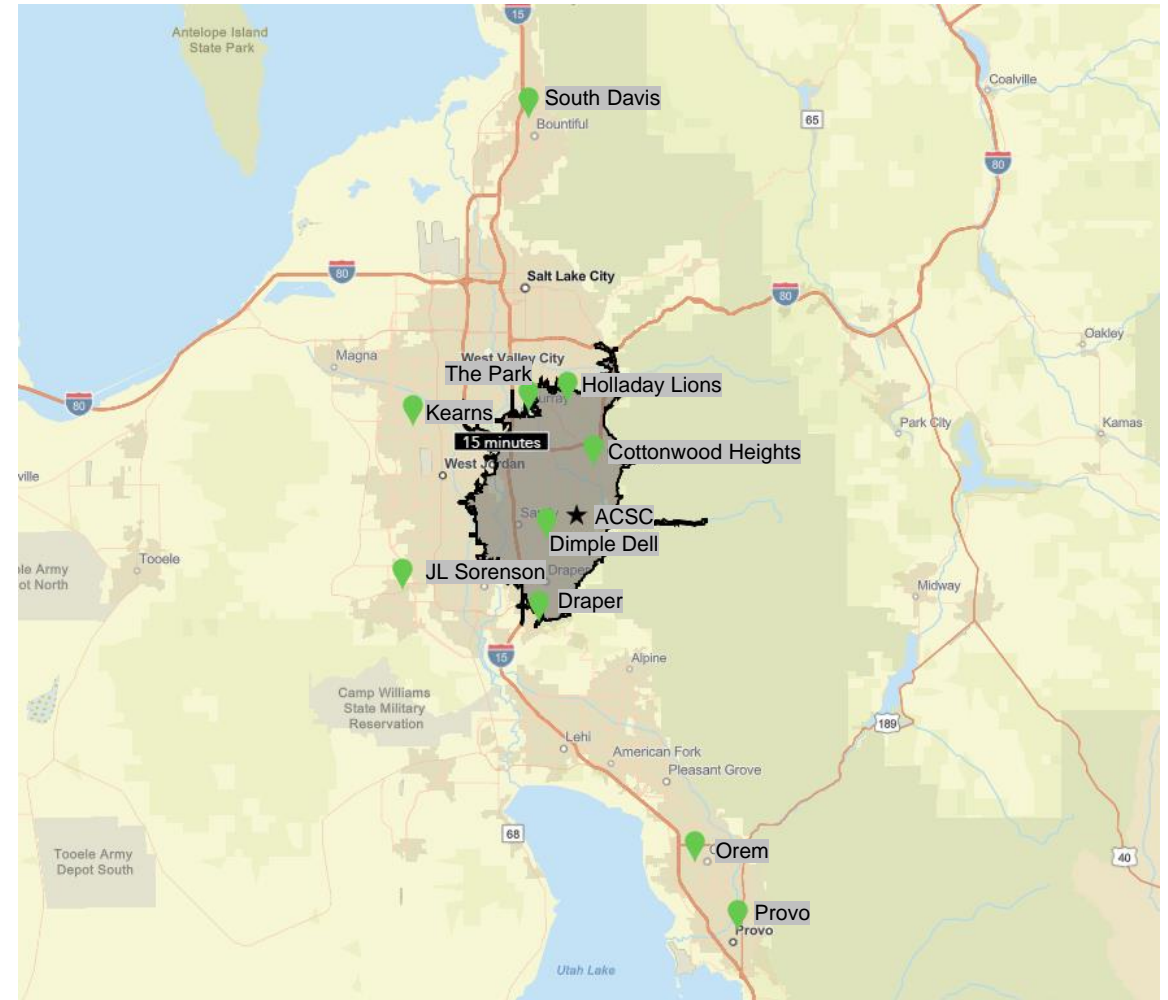 15
Antelope Island
State Park
Coalville
South Davis
65
Bountiful
80
80
Salt Lake City
80
Oakley
Magna
West Valley City
The Park
Holladay Lions
80
Kearns
Park City
Kamas
15 minutes
Cottonwood Heights
West Jordan
ville
ACSC
Dimple Dell
Tooele
Army
ot North
JL Sorenson
Draper
Midway
Draper
15
Alpine
Camp Williams
State Military
Reservation
189
Lehi
American Fork
Pleasant Grove
68
Orem
Tooele Army
Depot South
40
Provo
Provo
Utah Lake